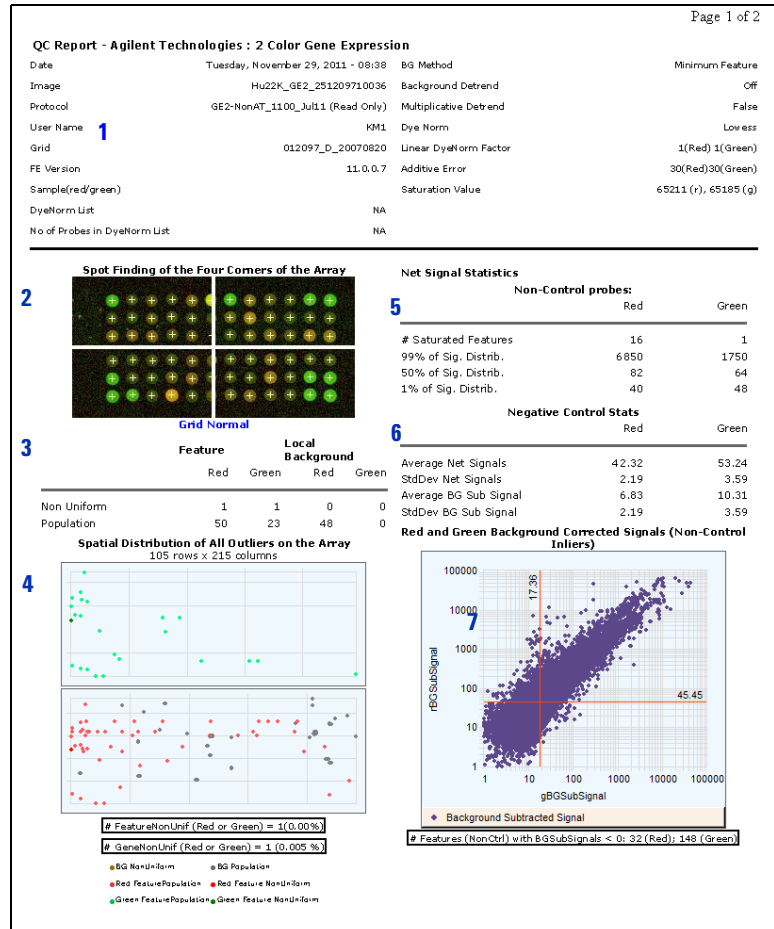 Page 1 of 2
QC Report - Agilent Technologies : 2 Color Gene Expression
Date Tuesday, November 29, 2011 - 08:38 BG Method Minimum Feature
Image Hu22K_GE2_251209710036 Background Detrend Off
Protocol GE2-NonAT_1100_Jul11 (Read Only) Multiplicative Detrend False
User Name 1 KM1 Dye Norm Lowess
Grid 012097_D_20070820 Linear DyeNorm Factor 1(Red) 1(Green)
FE Version 11.0.0.7 Additive Error 30(Red)30(Green)
Sample(red/green) Saturation Value 65211 (r), 65185 (g)
DyeNorm List NA
No of Probes in DyeNorm List NA
2
Spot Finding of the Four Corners of the Array
Grid Normal
3
Feature Local Background
Red Green Red Green
Non Uniform 1 1 0 0
Population 50 23 48 0
4
Spatial Distribution of All Outliers on the Array
105 rows x 215 columns
# FeatureNonUnif (Red or Green) = 1(0.00%)
# GeneNonUnif (Red or Green) = 1 (0.005 %)
BG NonUniform BG Population
Red FeaturePopulation Red Feature NonUniform
Green FeaturePopulation Green Feature NonUniform
Net Signal Statistics
5
Non-Control probes:
Red Green
# Saturated Features 16 1
99% of Sig. Distrib. 6850 1750
50% of Sig. Distrib. 82 64
1% of Sig. Distrib. 40 48
6
Negative Control Stats
Red Green
Average Net Signals 42.32 53.24
StdDev Net Signals 2.19 3.59
Average BG Sub Signal 6.83 10.31
StdDev BG Sub Signal 2.19 3.59
Red and Green Background Corrected Signals (Non-Control
Inliers)
7
100000
10000
1000
100
10
1
rBGSubSignal
17.36
45.45
1 10 100 1000 10000 100000
gBGSubSignal
Background Subtracted Signal
# Features (NonCtrl) with BGSubSignals < 0: 32 (Red); 148 (Green)